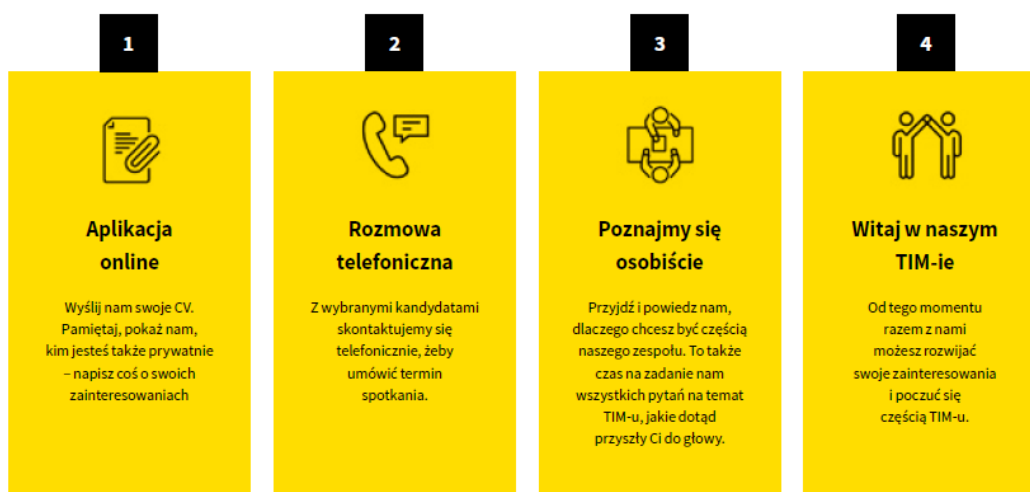 1
Aplikacja
online
Wyślij nam swoje CV.
Pamiętaj, pokaż nam,
kim jesteś także prywatnie
– napisz coś o swoich
zainteresowaniach
2
Rozmowa
telefoniczna
Z wybranymi kandydatami
skontaktujemy się
telefonicznie, żeby
umówić termin
spotkania.
3
Poznajmy się
osobiście
Przyjdź i powiedz nam,
dlaczego chcesz być częścią
naszego zespołu. To także
czas na zadanie nam
wszystkich pytań na temat
TIM-u, jakie dotąd
przyszły Ci do głowy.
4
Witaj w naszym
TIM-ie
Od tego momentu
razem z nami
możesz rozwijać
swoje zainteresowania
i poczuć się
częścią TIM-u.